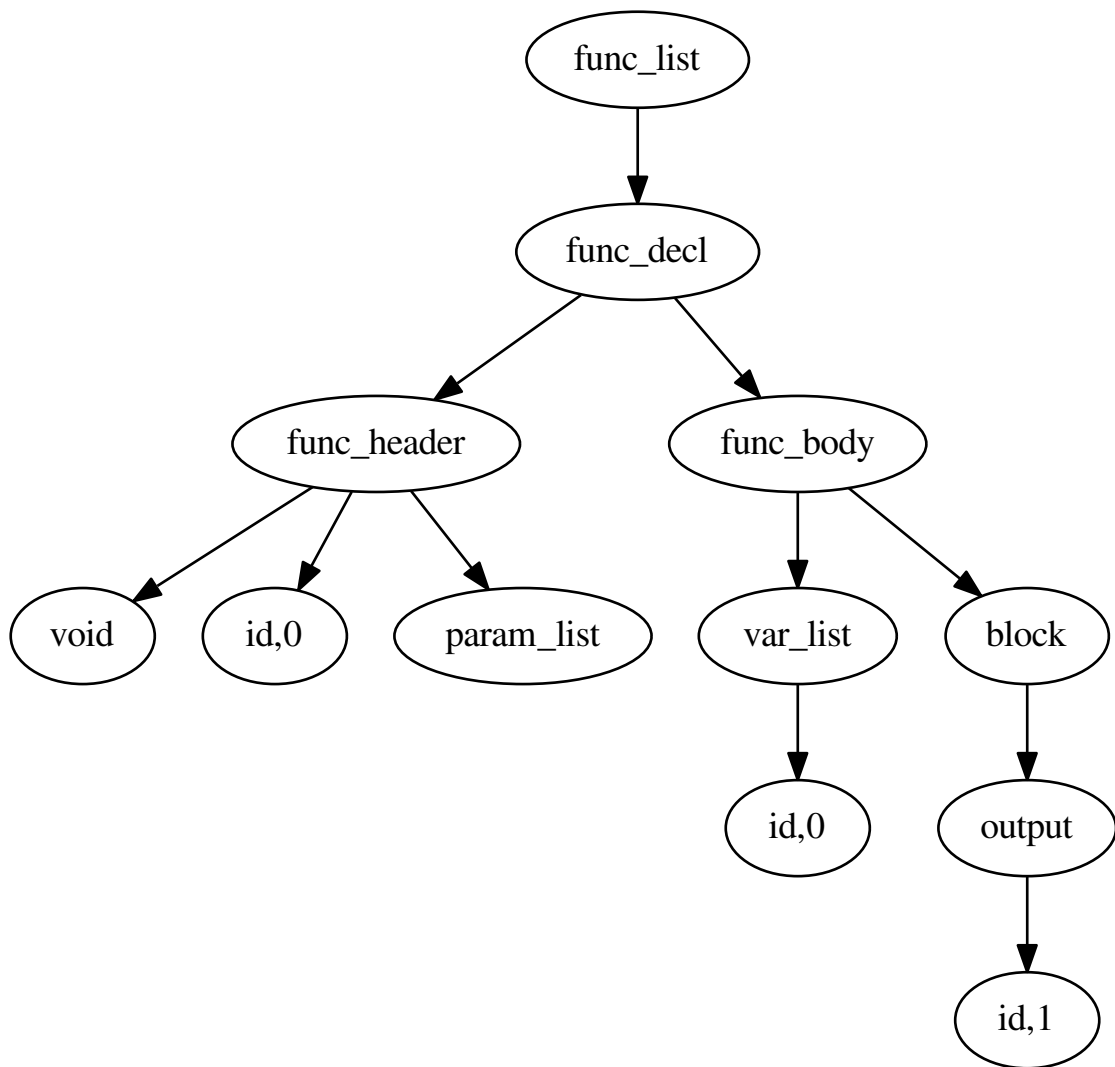 func_list
func_decl
func_header
func_body
void
id,0
param_list
var_list
block
id,0
output
id,1